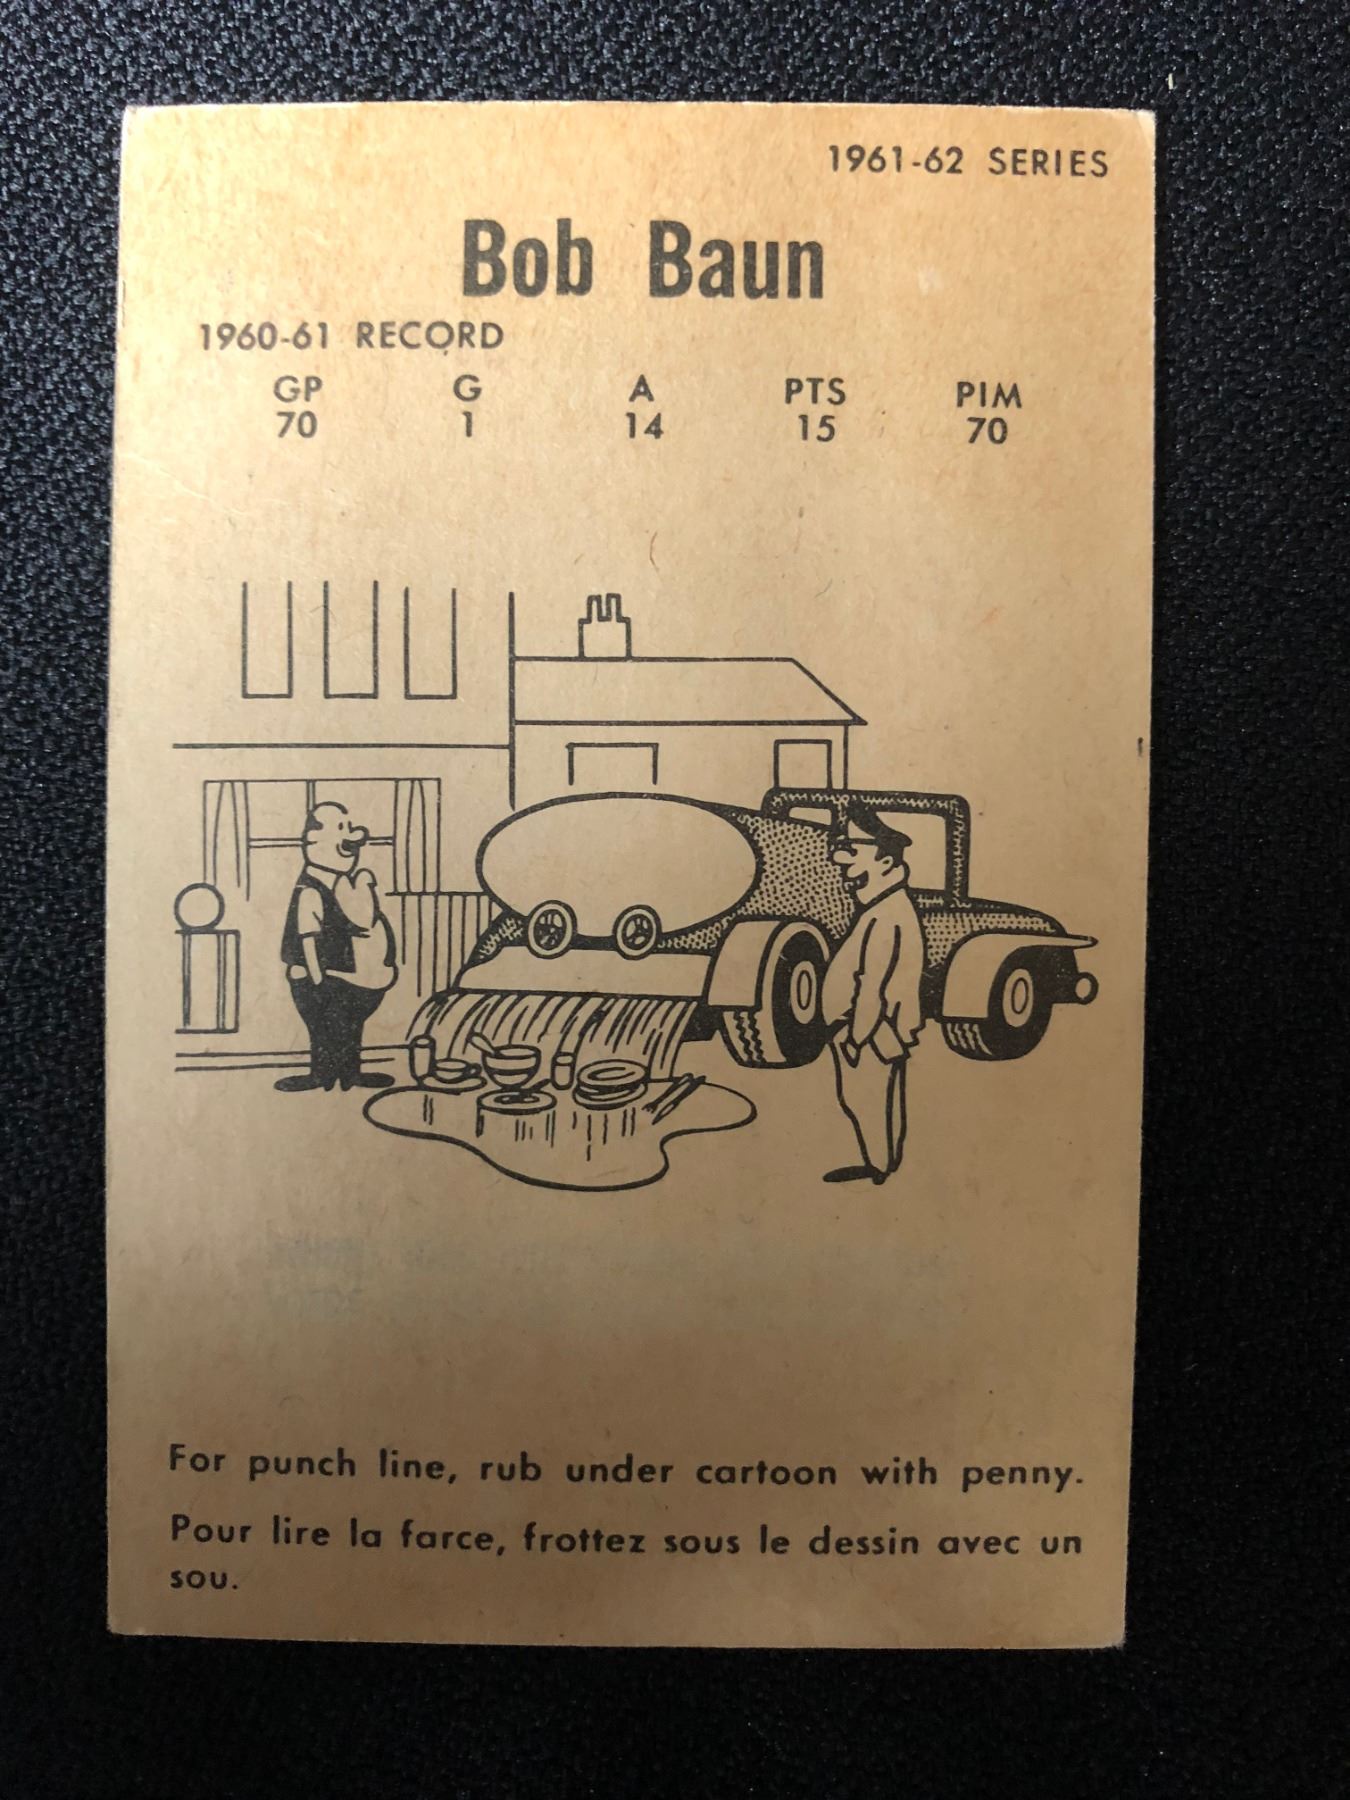 1961-62 SERIES
Bob Baun
1960-61 RECORD
GP G A PTS PIM
70 1 14 15 70
For punch line, rub under cartoon with penny.
Pour lire la farce, frottez sous le dessin avec un
sou.